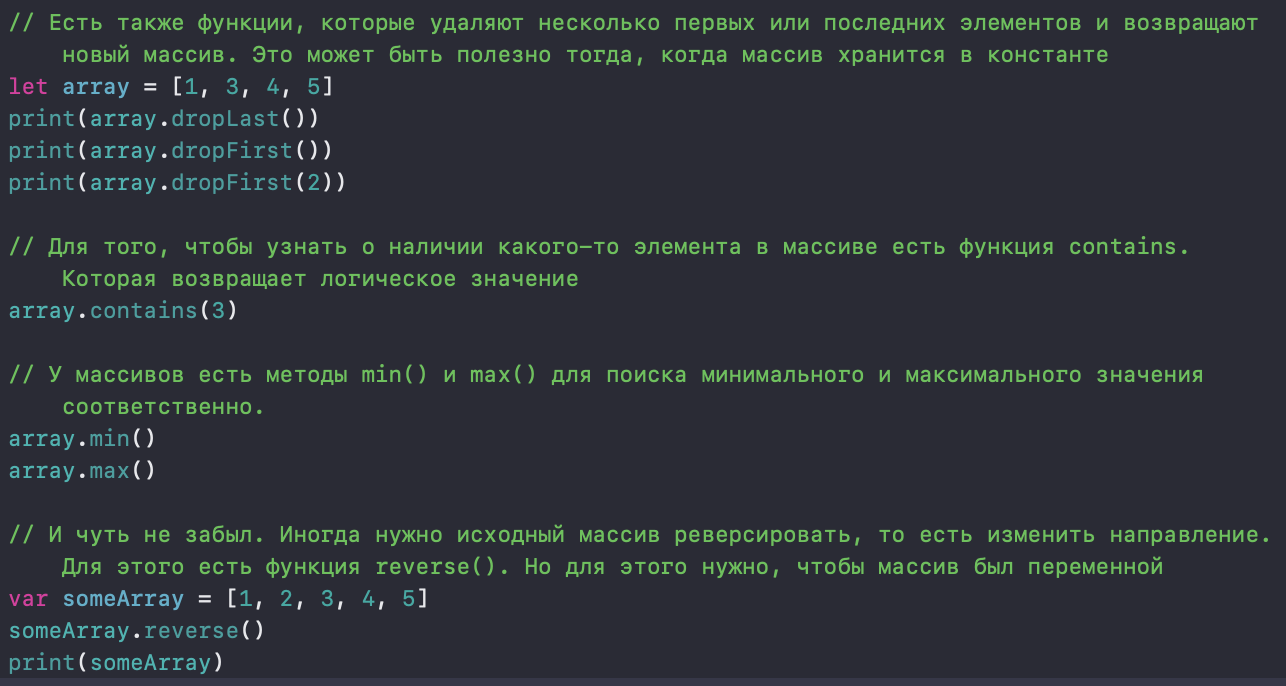 // Есть также функции, которые удаляют несколько первых или последних элементов и возвращают
новый массив. Это может быть полезно тогда, когда массив хранится в константе
let array = [1, 3, 4, 5]
print(array.dropLast())
print(array.dropFirst())
print(array.dropFirst(2))
// Для того, чтобы узнать о наличии какого-то элемента в массиве есть функция contains.
Которая возвращает логическое значение
array.contains(3)
// У массивов есть методы min() и max() для поиска минимального и максимального значения
соответственно.
array.min()
array.max()
// И чуть не забыл. Иногда нужно исходный массив реверсировать, то есть изменить направление.
Для этого есть функция reverse(). Но для этого нужно, чтобы массив был переменной
var someArray = [1, 2, 3, 4, 5]
someArray.reverse()
print(someArray)